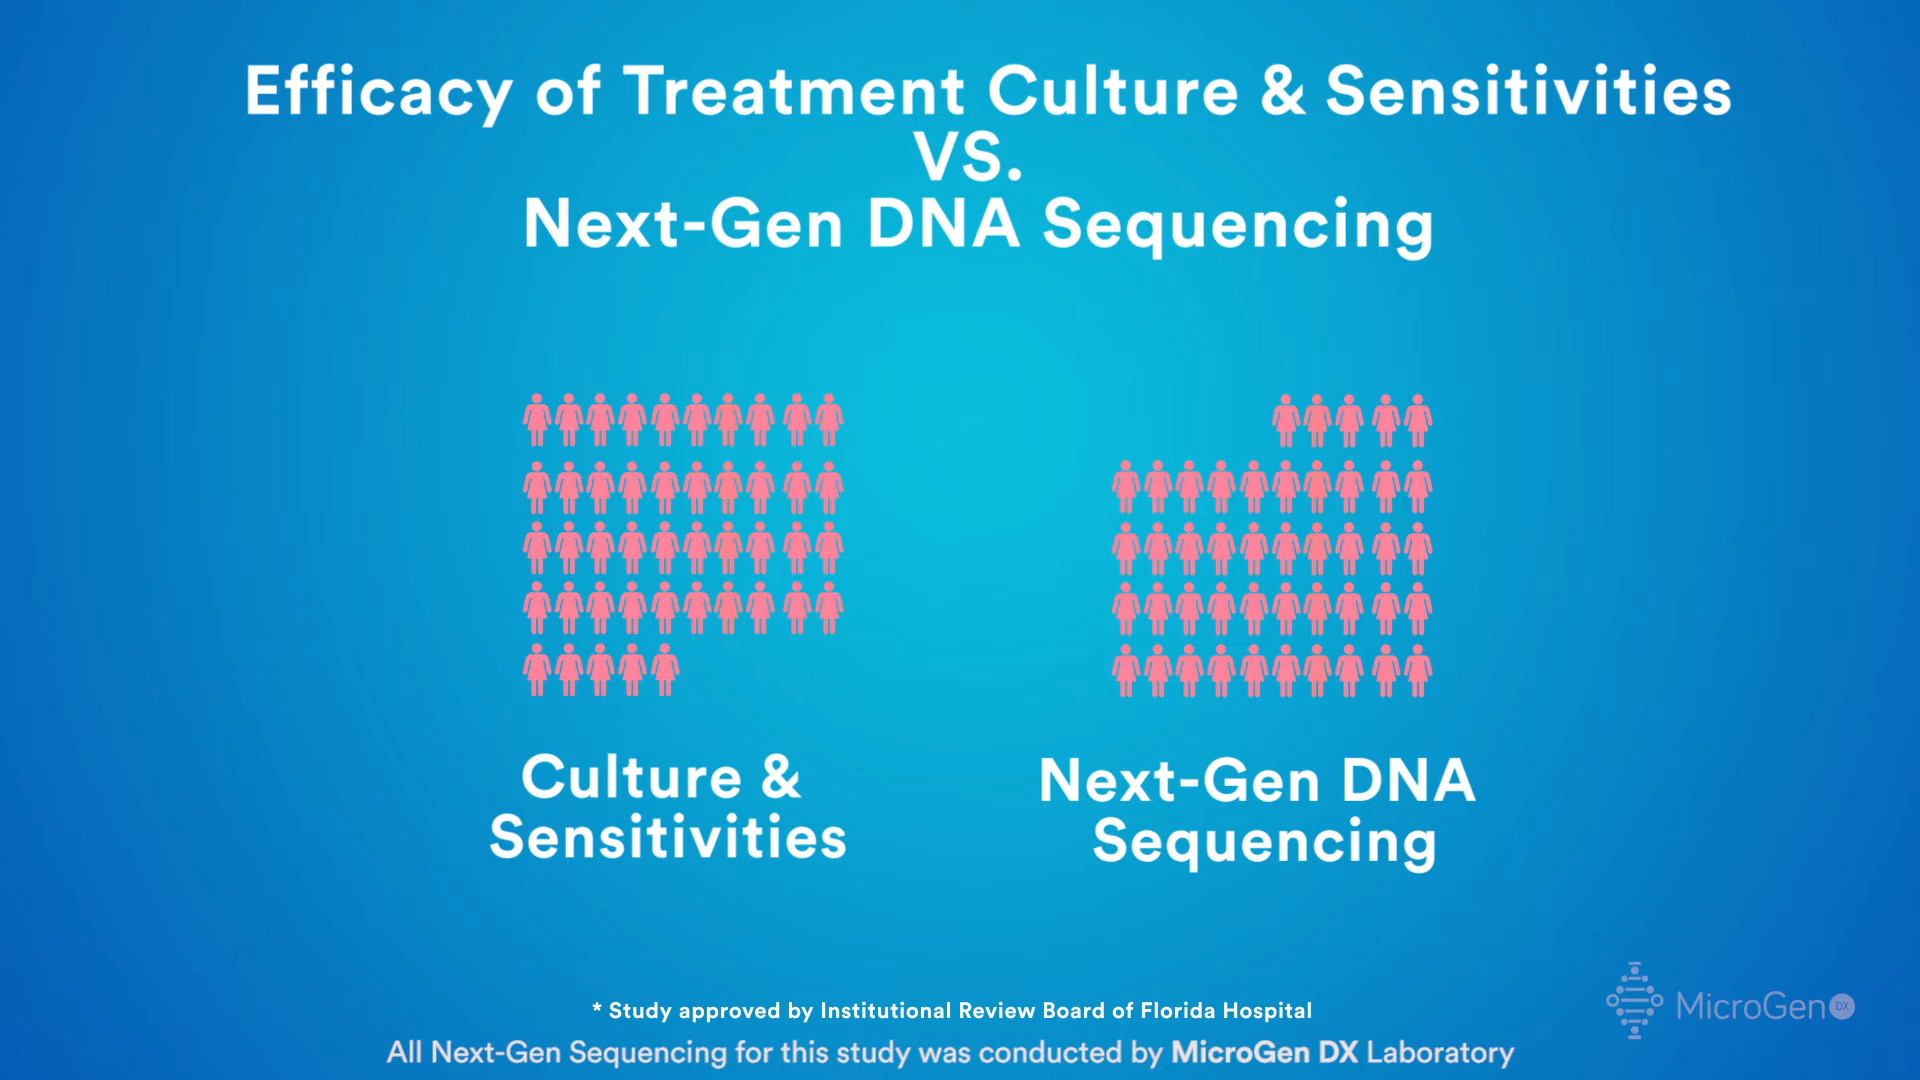 Efficacy of Treatment Culture & Sensitivities
VS.
Next-Gen DNA Sequencing
Culture &
Sensitivities
Next-Gen DNA
Sequencing
* Study approved by Institutional Review Board of Florida Hospital
All Next-Gen Sequencing for this study was conducted by MicroGen DX Laboratory
MicroGen DX